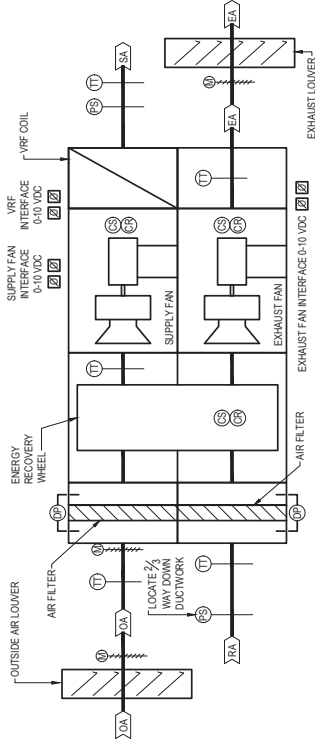 OUTSIDE AIR LOUVER
AIR FILTER
ENERGY
RECOVERY
WHEEL
SUPPLY FAN
INTERFACE
0-10 VDC
VRF
INTERFACE
0-10 VDC
VRF COIL
OA
M
OA
TT
M
DP
TT
CS
CR
SUPPLY FAN
PS
TT
SA
LOCATE 2/3
WAY DOWN
DUCTWORK
RA
PS
TT
DP
CS
CR
CS
CR
EXHAUST FAN
TT
EA
M
EA
AIR FILTER
EXHAUST FAN INTERFACE 0-10 VDC
EXHAUST LOUVER